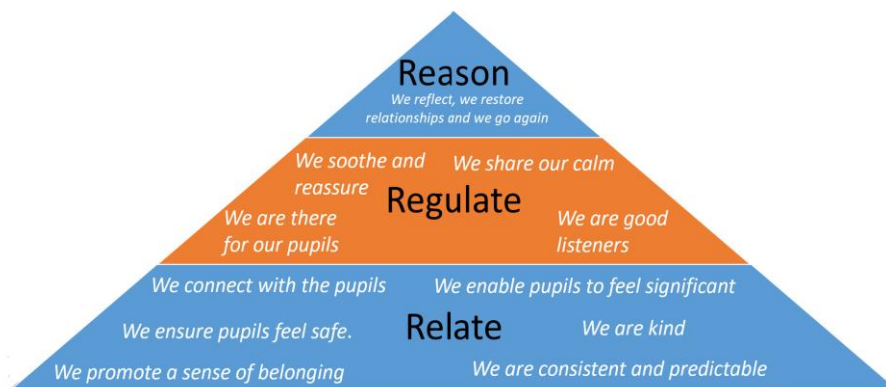 Reason
We reflect, we restore
relationships and we go again
We soothe and
reassure
We share our calm
Regulate
We are there
for our pupils
We are good
listeners
We connect with the pupils
We enable pupils to feel significant
We ensure pupils feel safe.
Relate
We are kind
We promote a sense of belonging
We are consistent and predictable